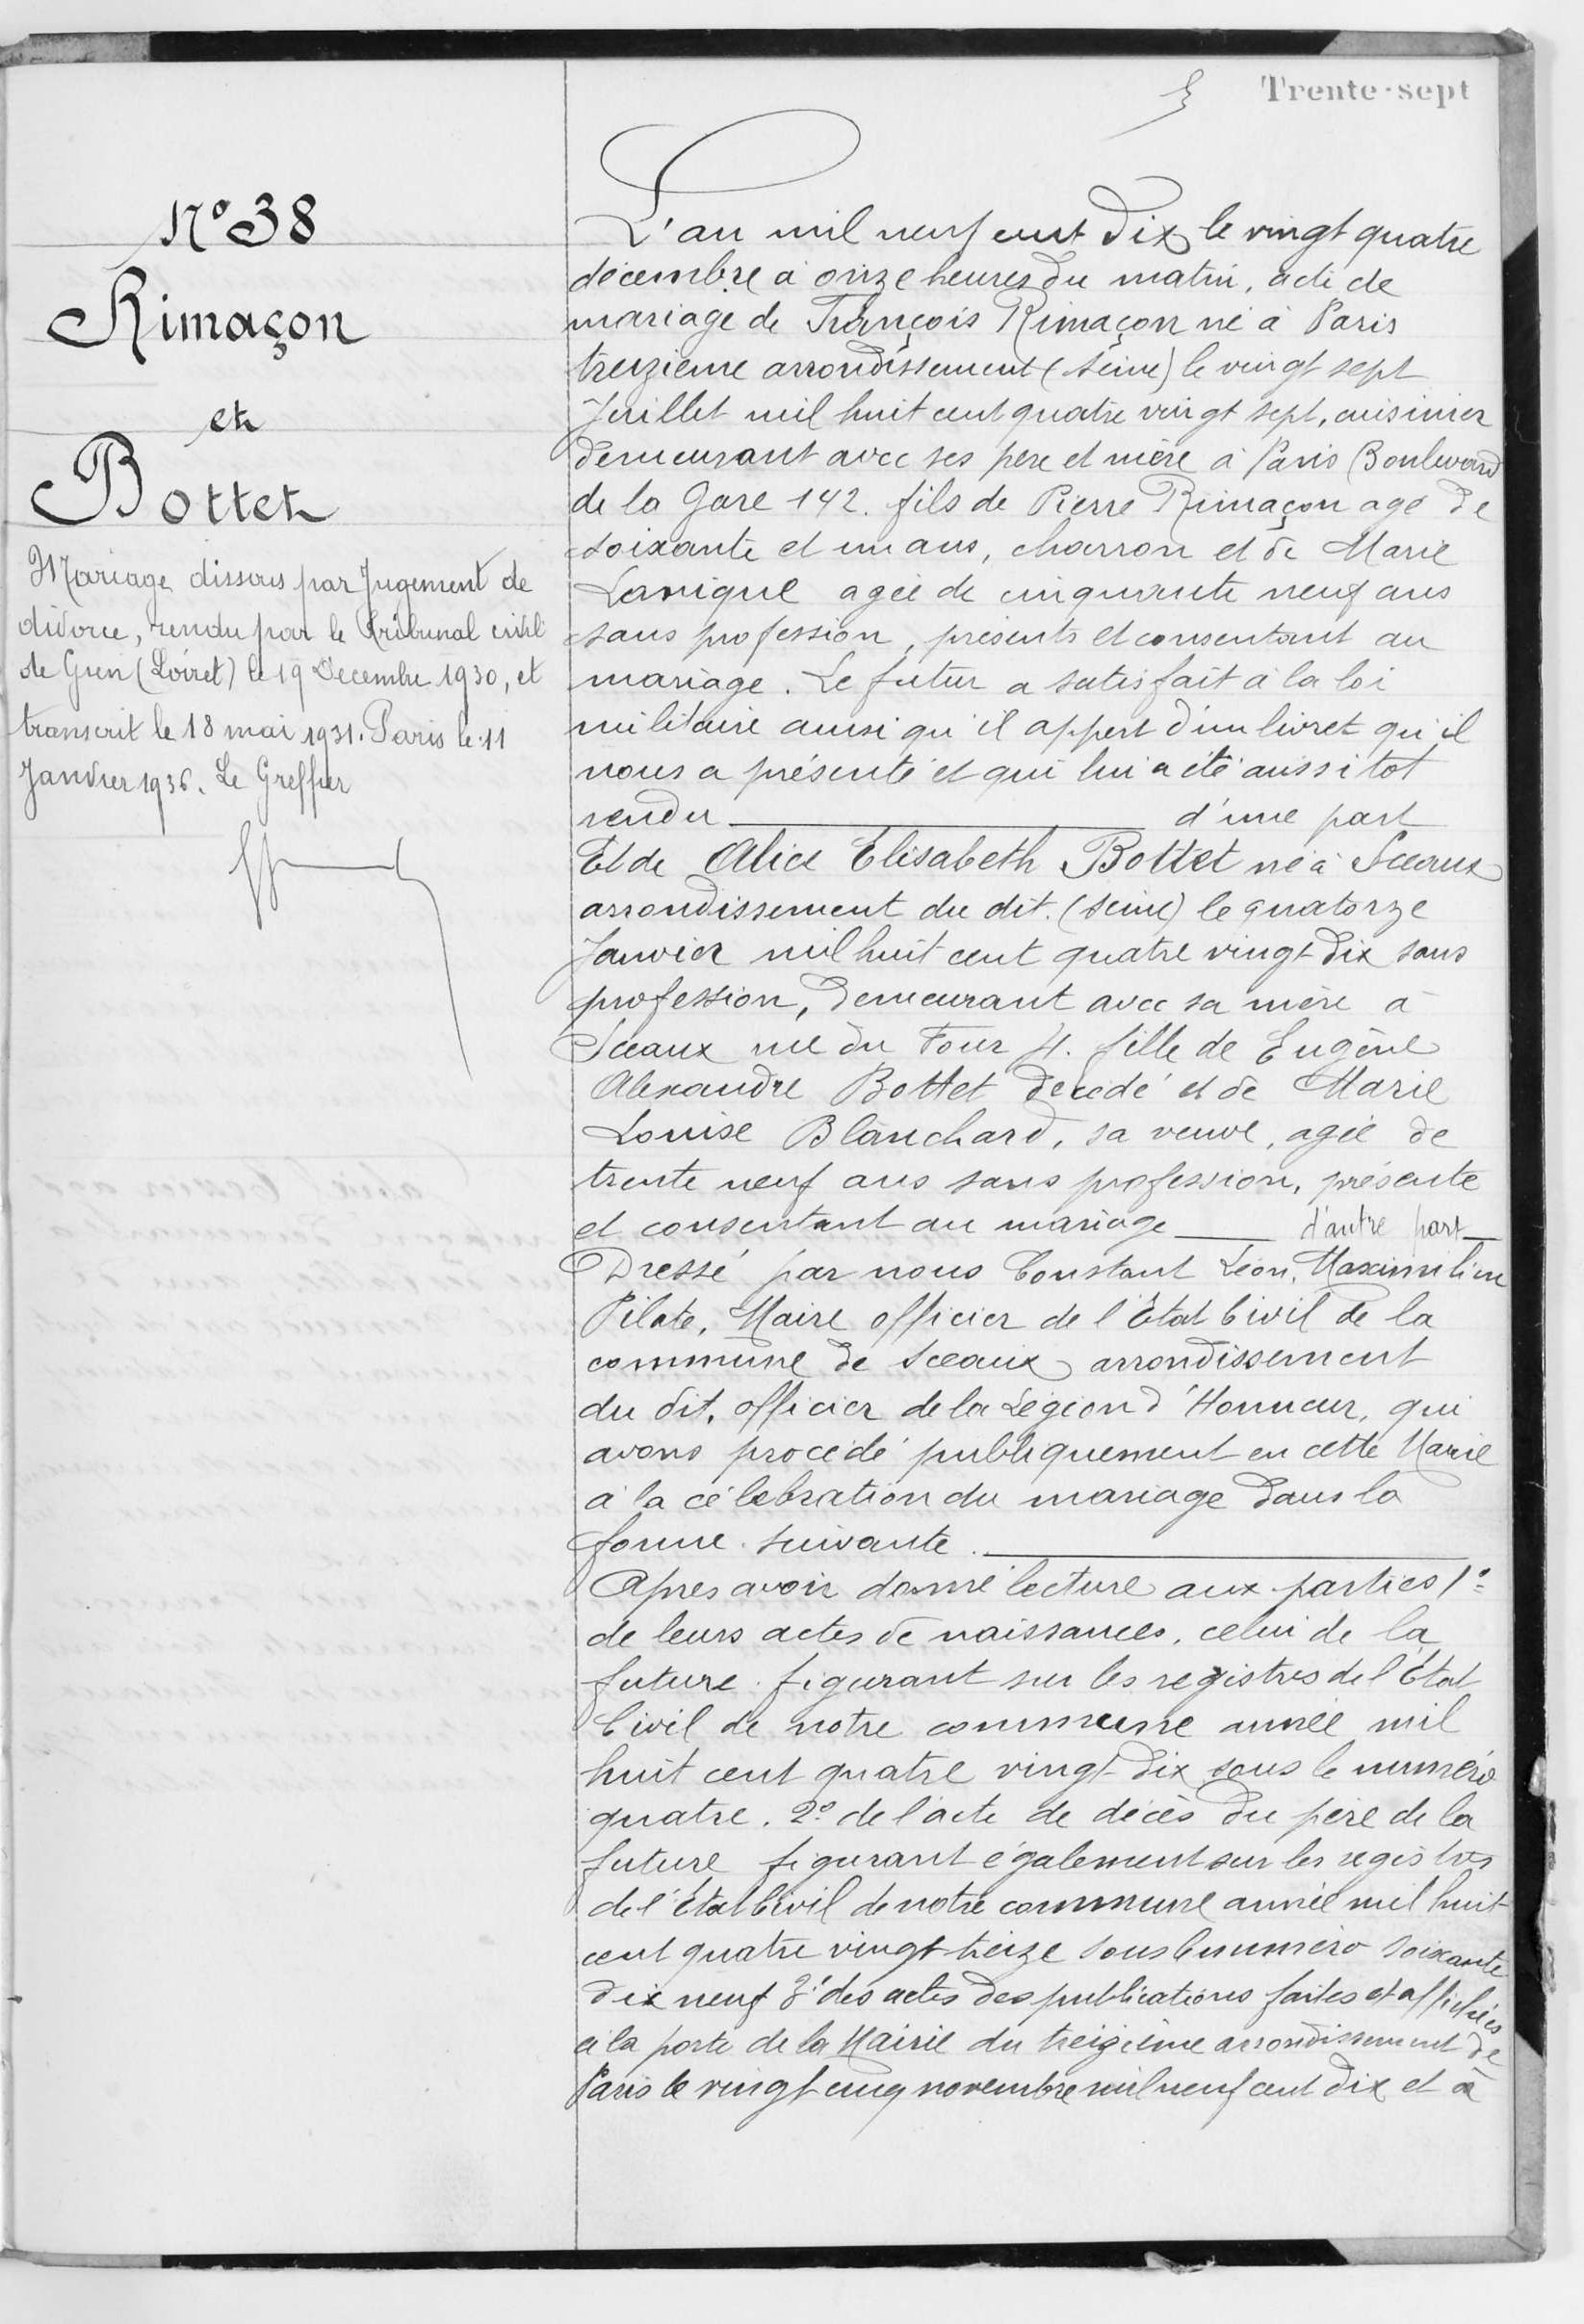 Trente-sept
N° 38
Rimaçon
et
Bottet
Mariage dissous par Jugement de
divorce, rendu par le Tribunal civil
de Gien (Loiret) le 19 Decembre 1930, et
transcrit le 18 mai 1931. Paris le 11
Janvier 1936. Le Greffier
L'an mil neuf cent dix le vingt quatre
décembre à onze heures du matin, acte de
mariage de François Rimaçon né à Paris
treizieme arrondissement (Seine) le vingt sept
Juillet mil huit cent quatre vingt sept, cuisinier
demeurant avec ses père et mère à Paris Boulevard
de la Gare 142. fils de Pierre Rimaçon agé de
soixante et un ans, charron et de Marie
Lavigne agée de cinquante neuf ans
sans profession, présents et consentant au
mariage. Le futur a satisfait à la loi
militaire ainsi qu'il appert d'un livret qu'il
nous a présenté et qui lui a été aussitot
rendu d'une part
Et de Alice Elisabeth Bottet né à Sceaux
arrondissement du dit. (Seine) le quatorze
Janvier mil huit cent quatre vingt dix sans
profession, demeurant avec sa mère à
Sceaux rue du Four 4. fille de Eugène
Alexandre Bottet decédé et de Marie
Louise Blanchard, sa veuve, agée de
trente neuf ans sans profession, présente
et consentant au mariage d'autre part
Dressé par nous Constant Léon, Maximilien
Pilate, Maire officier de l'Etat Civil de la
commune de Sceaux arrondissement
du dit, officier de la Légion d'Honneur, qui
avons procédé publiquement en cette Mairie
à la célebration du mariage dans la
forme suivante.
Apres avoir donné lecture aux parties 1°
de leurs actes de naissances, celui de la
future figurant sur les registres de l'Etat
Civil de notre commune année mil
huit cent quatre vingt dix sous le numéro
quatre. 2° de l'acte de décès du père de la
future figurant également sur les registres
de l'état Civil de notre commune année mil huit
cent quatre vingt treize sous le numéro soixante
dix neuf 3° des actes des publications faites et affichées
à la porte de la Mairie du treizième arrondissement de
Paris le vingt cinq novembre mil neuf cent dix et à